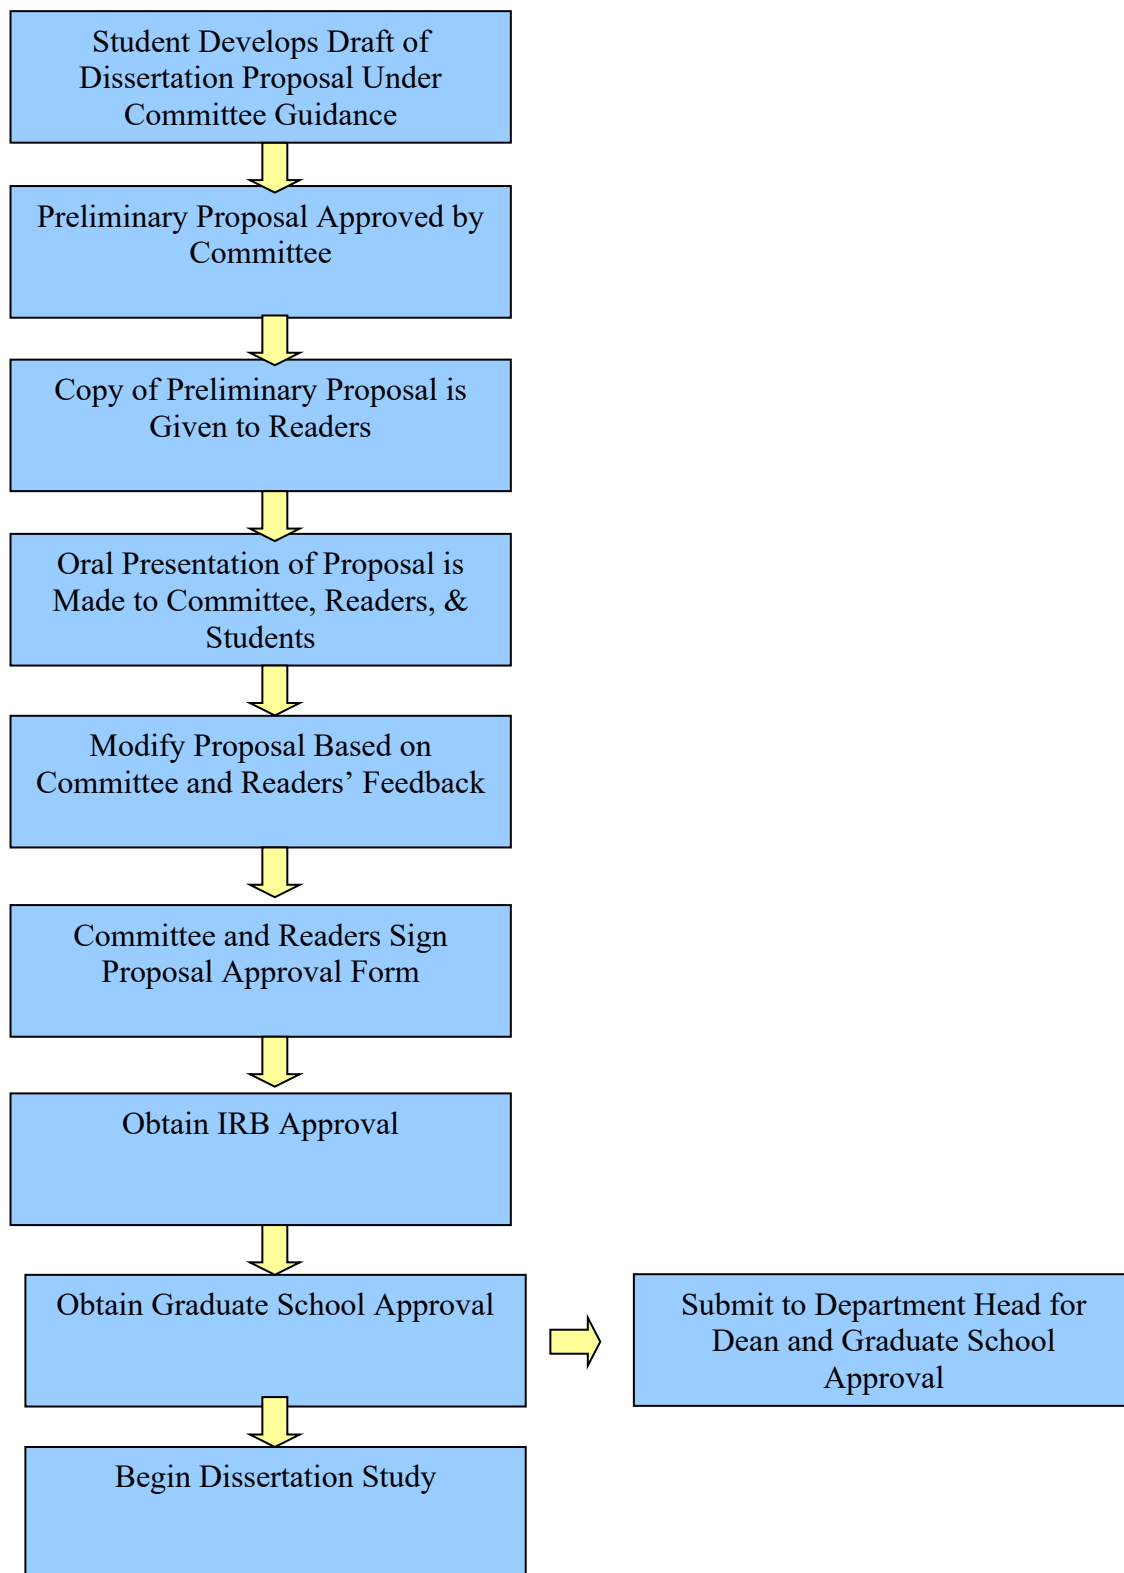 Student Develops Draft of
Dissertation Proposal Under
Committee Guidance
Preliminary Proposal Approved by
Committee
Copy of Preliminary Proposal is
Given to Readers
Oral Presentation of Proposal is
Made to Committee, Readers, &
Students
Modify Proposal Based on
Committee and Readers’ Feedback
Committee and Readers Sign
Proposal Approval Form
Obtain IRB Approval
Obtain Graduate School Approval
Submit to Department Head for
Dean and Graduate School
Approval
Begin Dissertation Study